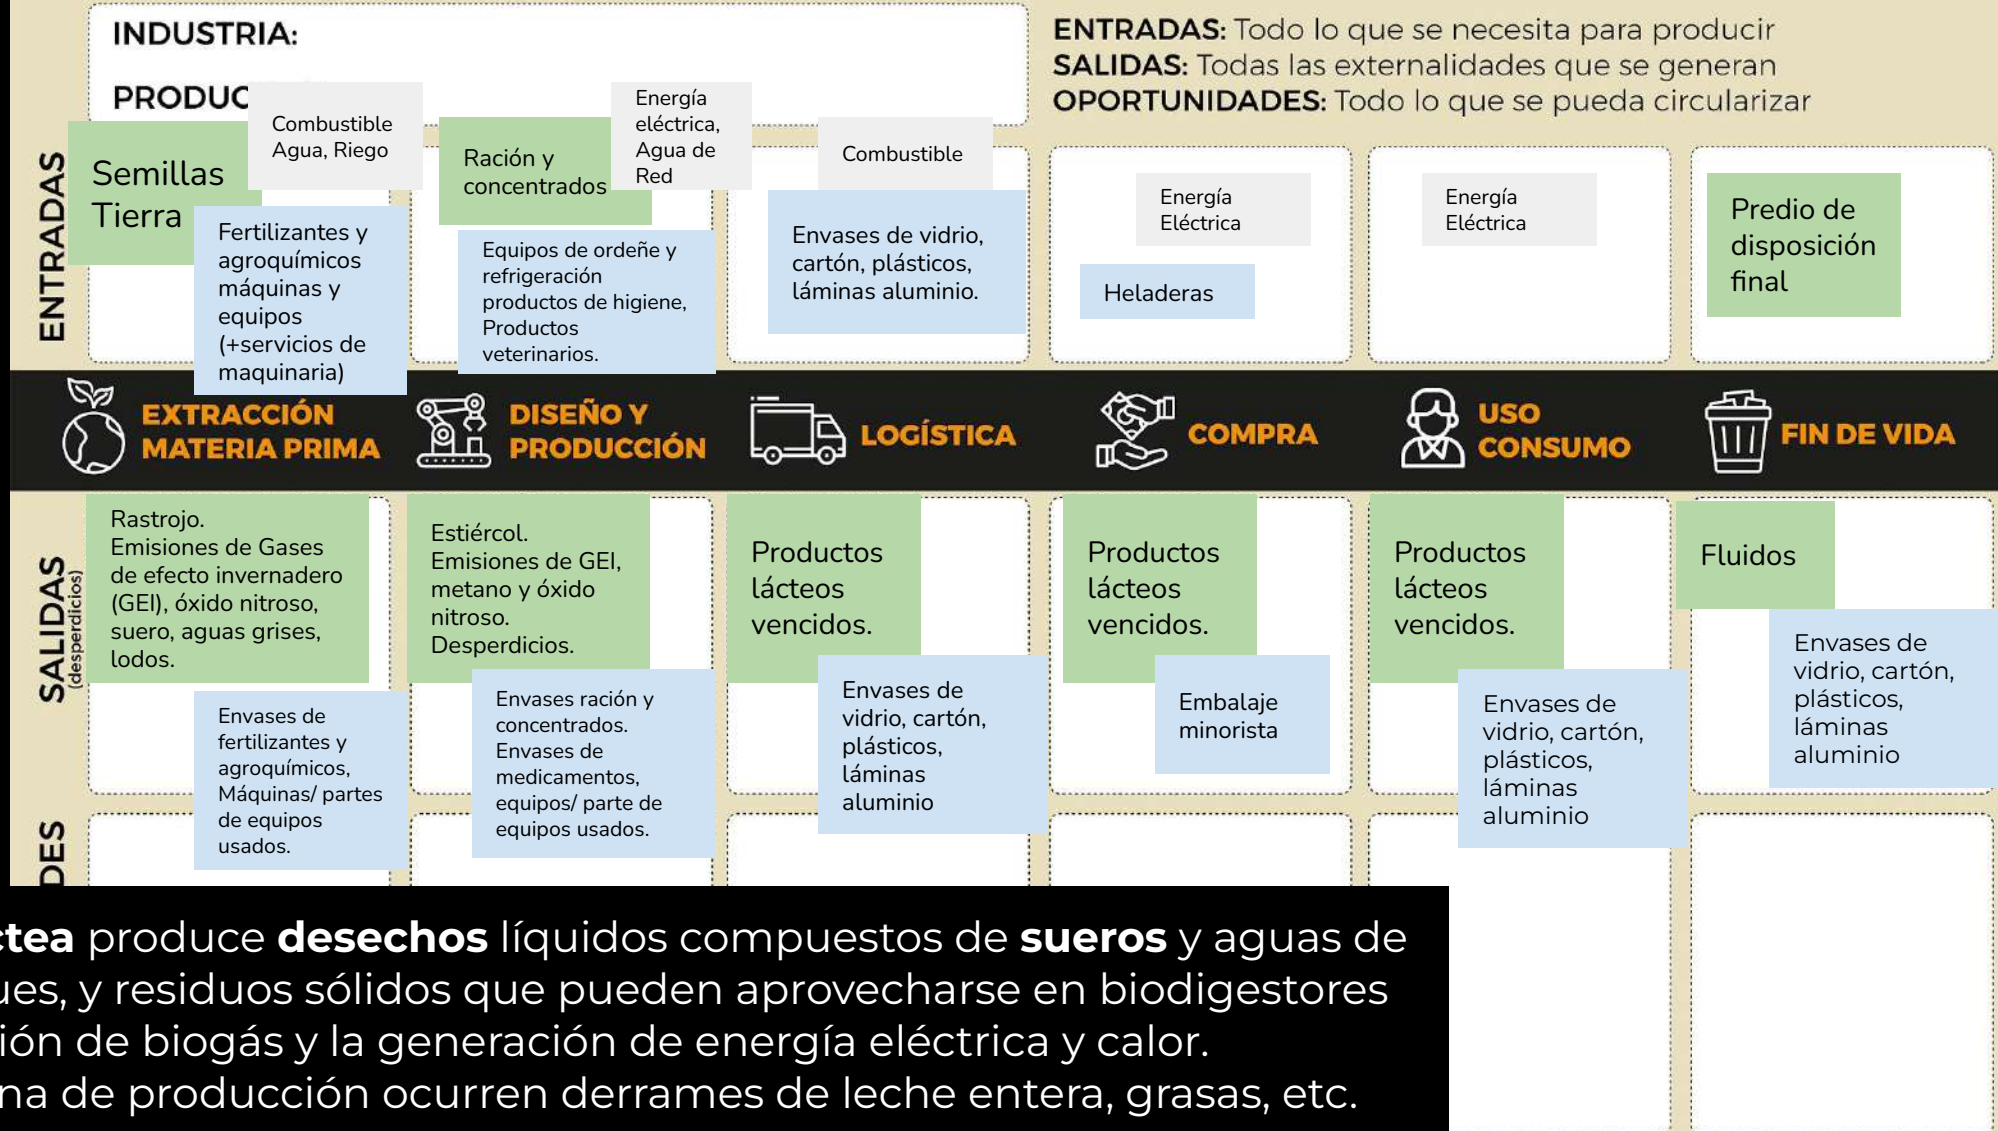 INDUSTRIA:
PRODUC
ENTRADAS: Todo lo que se necesita para producir
SALIDAS: Todas las externalidades que se generan
OPORTUNIDADES: Todo lo que se pueda circularizar
ENTRADAS
Semillas
Tierra
Combustible
Agua, Riego
Fertilizantes y
agroquímicos
máquinas y
equipos
(+servicios de
maquinaria)
Ración y
concentrados
Energía
eléctrica,
Agua de
Red
Equipos de ordeñe y
refrigeración
productos de higiene,
Productos
veterinarios.
Combustible
Envases de vidrio,
cartón, plásticos,
láminas aluminio.
Energía
Eléctrica
Heladeras
Energía
Eléctrica
Predio de
disposición
final
EXTRACCIÓN
MATERIA PRIMA
DISEÑO Y
PRODUCCIÓN
LOGÍSTICA
COMPRA
USO
CONSUMO
FIN DE VIDA
SALIDAS
(desperdicios)
Rastrojo.
Emisiones de Gases
de efecto invernadero
(GEI), óxido nitroso,
suero, aguas grises,
lodos.
Envases de
fertilizantes y
agroquímicos,
Máquinas/ partes
de equipos
usados.
Estiércol.
Emisiones de GEI,
metano y óxido
nitroso.
Desperdicios.
Envases ración y
concentrados.
Envases de
medicamentos,
equipos/ parte de
equipos usados.
Productos
lácteos
vencidos.
Envases de
vidrio, cartón,
plásticos,
láminas
aluminio
Productos
lácteos
vencidos.
Embalaje
minorista
Productos
lácteos
vencidos.
Envases de
vidrio, cartón,
plásticos,
láminas
aluminio
Fluidos
Envases de
vidrio, cartón,
plásticos,
láminas
aluminio
DES
ctea produce desechos líquidos compuestos de sueros y aguas de
ues, y residuos sólidos que pueden aprovecharse en biodigestores
ión de biogás y la generación de energía eléctrica y calor.
na de producción ocurren derrames de leche entera, grasas, etc.